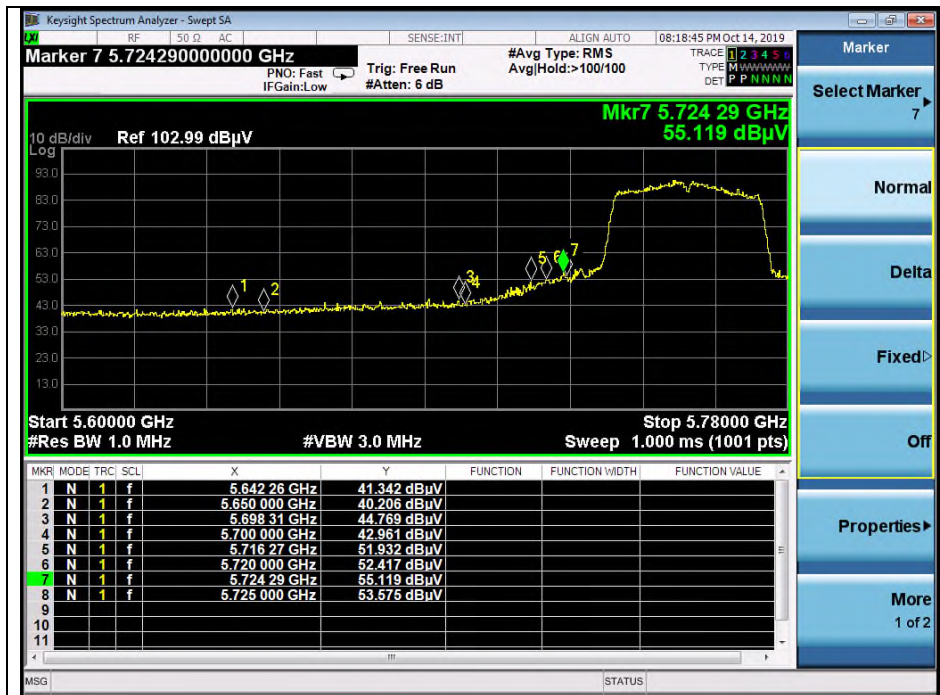 Keysight Spectrum Analyzer - Swept SA
LXI RF 50 Ω AC SENSE:INT ALIGN AUTO 08:18:45 PM Oct 14, 2019
Marker 7 5.724290000000 GHz
PNO: Fast
IFGain:Low
Trig: Free Run
#Atten: 6 dB
#Avg Type: RMS
Avg|Hold:>100/100
TRACE 1 2 3 4 5 6
TYPE M WWWWW
DET P P N N N N
Marker
Select Marker
7
Normal
Delta
Fixed
Off
Properties
More
1 of 2
Mkr7 5.724 29 GHz
55.119 dBµV
10 dB/div Ref 102.99 dBµV
Log
93.0
83.0
73.0
63.0
53.0
43.0
33.0
23.0
13.0
1
2
3
4
5
6
7
Start 5.60000 GHz Stop 5.78000 GHz
#Res BW 1.0 MHz #VBW 3.0 MHz Sweep 1.000 ms (1001 pts)
MKR MODE TRC SCL X Y FUNCTION FUNCTION WIDTH FUNCTION VALUE
1 N 1 f 5.642 26 GHz 41.342 dBµV
2 N 1 f 5.650 000 GHz 40.206 dBµV
3 N 1 f 5.698 31 GHz 44.769 dBµV
4 N 1 f 5.700 000 GHz 42.961 dBµV
5 N 1 f 5.716 27 GHz 51.932 dBµV
6 N 1 f 5.720 000 GHz 52.417 dBµV
7 N 1 f 5.724 29 GHz 55.119 dBµV
8 N 1 f 5.725 000 GHz 53.575 dBµV
9
10
11
MSG STATUS